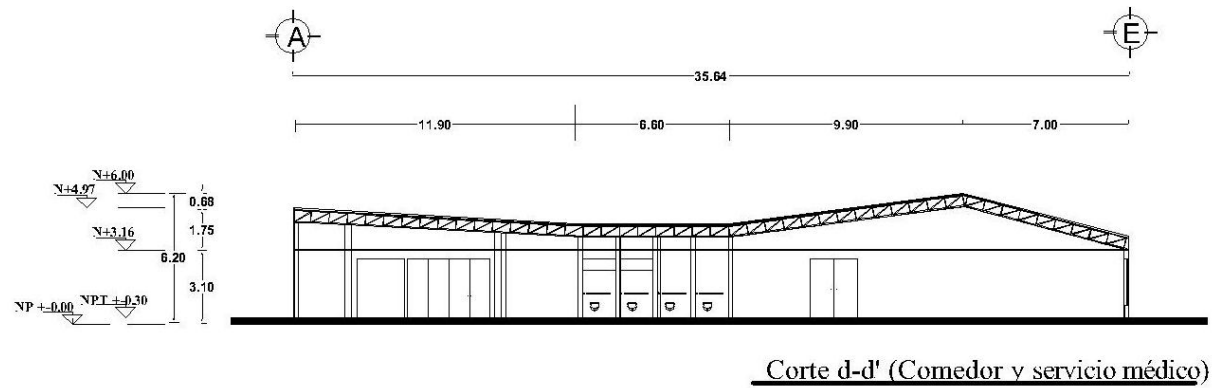 A
E
35.64
11.90
6.60
9.90
7.00
N+6.00
N+4.97
0.68
1.75
N+3.16
6.20
3.10
NP +-0.00
NPT +-0.30
Corte d-d' (Comedor y servicio médico)